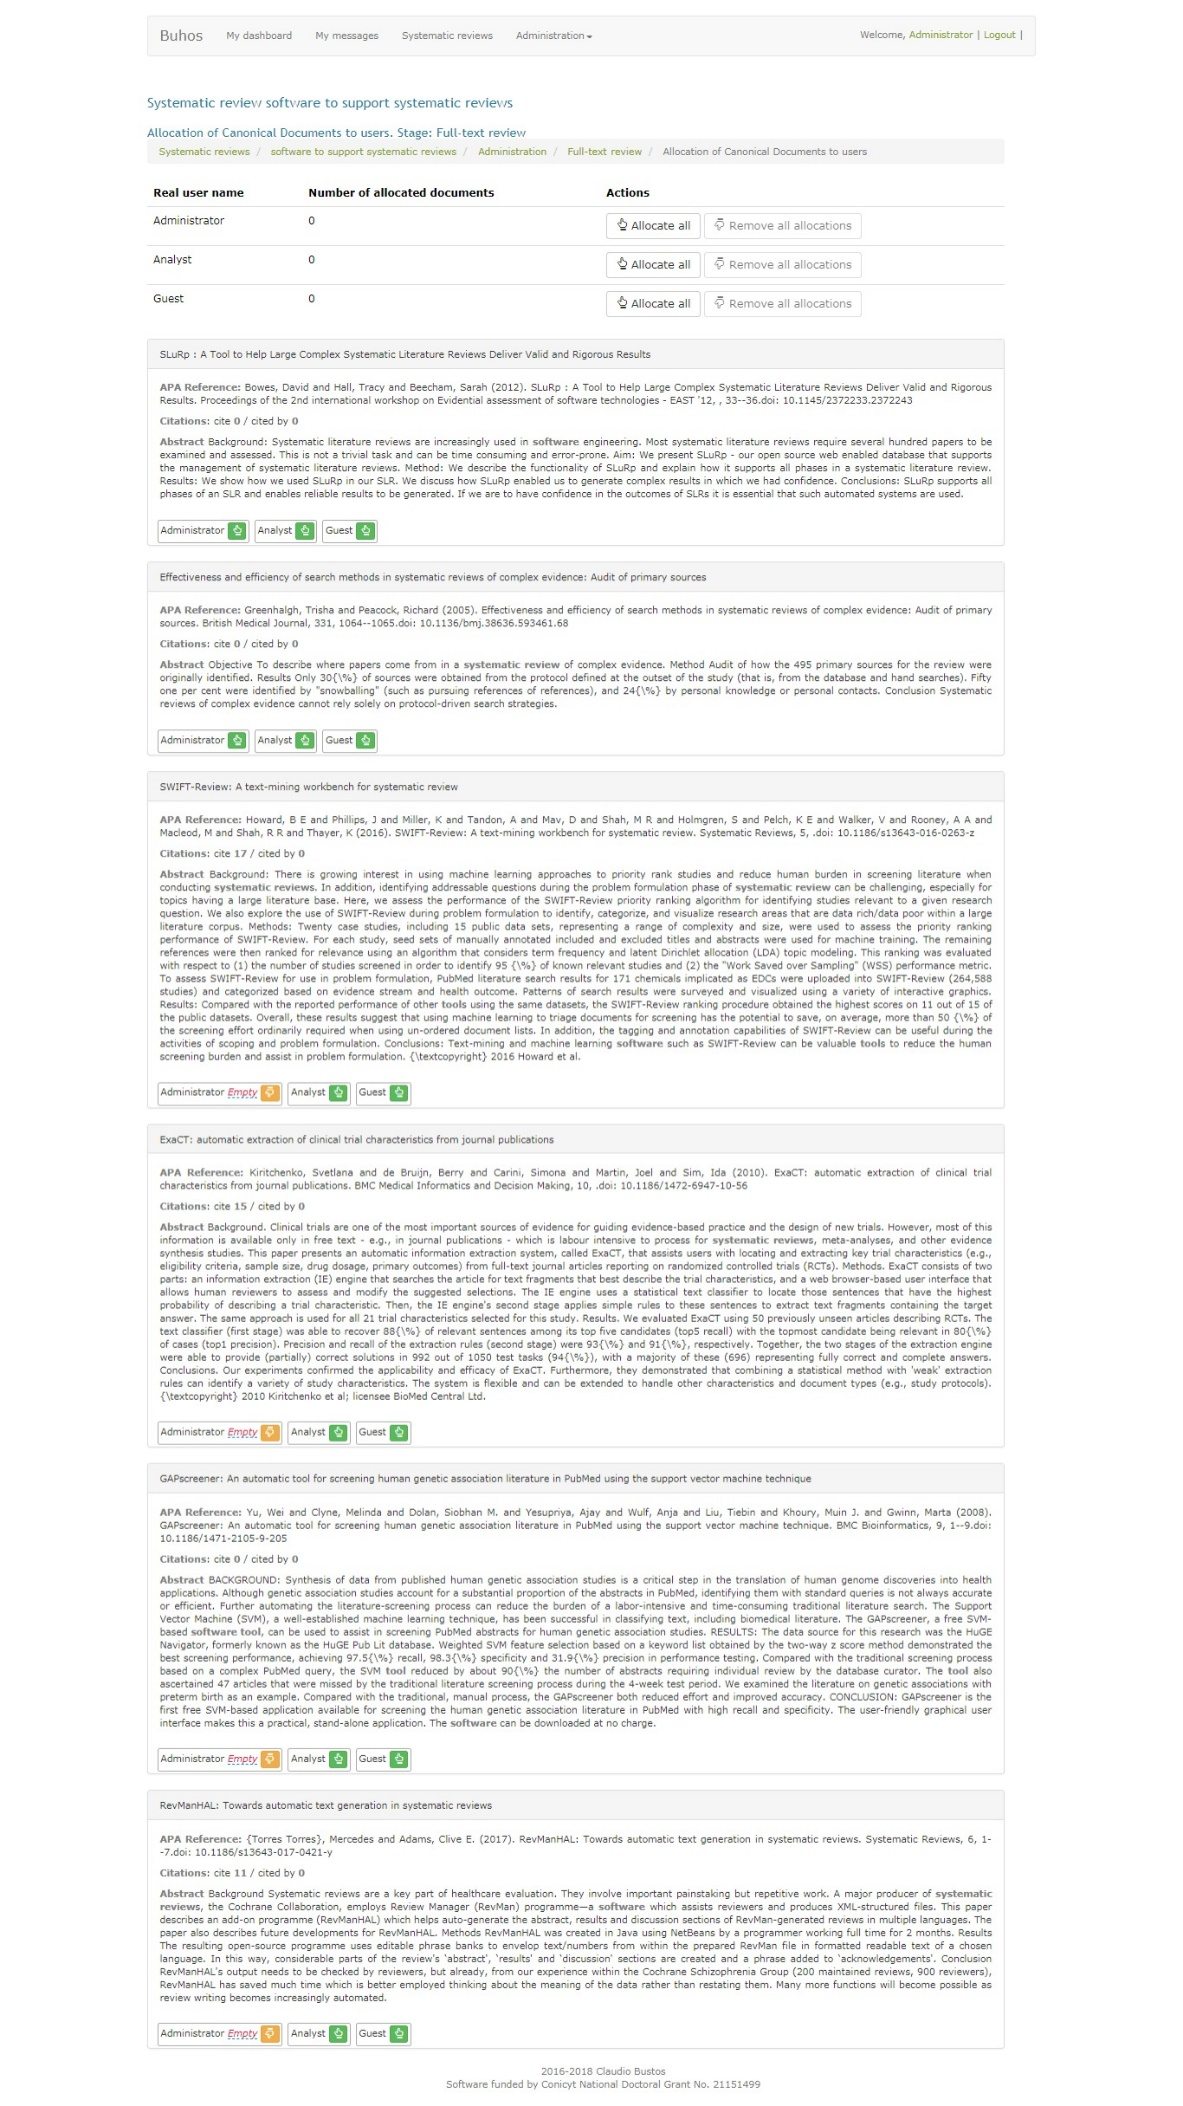 Buhos My dashboard My messages Systematic reviews Administration Welcome, Administrator | Logout |
Systematic review software to support systematic reviews
Allocation of Canonical Documents to users. Stage: Full-text review
Systematic reviews / software to support systematic reviews / Administration / Full-text review / Allocation of Canonical Documents to users
Real user name Number of allocated documents Actions
Administrator 0 Allocate all Remove all allocations
Analyst 0 Allocate all Remove all allocations
Guest 0 Allocate all Remove all allocations
SLuRp : A Tool to Help Large Complex Systematic Literature Reviews Deliver Valid and Rigorous Results
APA Reference: Bowes, David and Hall, Tracy and Beecham, Sarah (2012). SLuRp : A Tool to Help Large Complex Systematic Literature Reviews Deliver Valid and Rigorous
Results. Proceedings of the 2nd international workshop on Evidential assessment of software technologies - EAST '12, , 33--36.doi: 10.1145/2372233.2372243
Citations: cite 0 / cited by 0
Abstract Background: Systematic literature reviews are increasingly used in software engineering. Most systematic literature reviews require several hundred papers to be
examined and assessed. This is not a trivial task and can be time consuming and error-prone. Aim: We present SLuRp - our open source web enabled database that supports
the management of systematic literature reviews. Method: We describe the functionality of SLuRp and explain how it supports all phases in a systematic literature review.
Results: We show how we used SLuRp in our SLR. We discuss how SLuRp enabled us to generate complex results in which we had confidence. Conclusions: SLuRp supports all
phases of an SLR and enables reliable results to be generated. If we are to have confidence in the outcomes of SLRs it is essential that such automated systems are used.
Administrator Analyst Guest
Effectiveness and efficiency of search methods in systematic reviews of complex evidence: Audit of primary sources
APA Reference: Greenhalgh, Trisha and Peacock, Richard (2005). Effectiveness and efficiency of search methods in systematic reviews of complex evidence: Audit of primary
sources. British Medical Journal, 331, 1064--1065.doi: 10.1136/bmj.38636.593461.68
Citations: cite 0 / cited by 0
Abstract Objective To describe where papers come from in a systematic review of complex evidence. Method Audit of how the 495 primary sources for the review were
originally identified. Results Only 30{\%} of sources were obtained from the protocol defined at the outset of the study (that is, from the database and hand searches). Fifty
one per cent were identified by "snowballing" (such as pursuing references of references), and 24{\%} by personal knowledge or personal contacts. Conclusion Systematic
reviews of complex evidence cannot rely solely on protocol-driven search strategies.
Administrator Analyst Guest
SWIFT-Review: A text-mining workbench for systematic review
APA Reference: Howard, B E and Phillips, J and Miller, K and Tandon, A and Mav, D and Shah, M R and Holmgren, S and Pelch, K E and Walker, V and Rooney, A A and
Macleod, M and Shah, R R and Thayer, K (2016). SWIFT-Review: A text-mining workbench for systematic review. Systematic Reviews, 5, .doi: 10.1186/s13643-016-0263-z
Citations: cite 17 / cited by 0
Abstract Background: There is growing interest in using machine learning approaches to priority rank studies and reduce human burden in screening literature when
conducting systematic reviews. In addition, identifying addressable questions during the problem formulation phase of systematic review can be challenging, especially for
topics having a large literature base. Here, we assess the performance of the SWIFT-Review priority ranking algorithm for identifying studies relevant to a given research
question. We also explore the use of SWIFT-Review during problem formulation to identify, categorize, and visualize research areas that are data rich/data poor within a large
literature corpus. Methods: Twenty case studies, including 15 public data sets, representing a range of complexity and size, were used to assess the priority ranking
performance of SWIFT-Review. For each study, seed sets of manually annotated included and excluded titles and abstracts were used for machine training. The remaining
references were then ranked for relevance using an algorithm that considers term frequency and latent Dirichlet allocation (LDA) topic modeling. This ranking was evaluated
with respect to (1) the number of studies screened in order to identify 95 {\%} of known relevant studies and (2) the "Work Saved over Sampling" (WSS) performance metric.
To assess SWIFT-Review for use in problem formulation, PubMed literature search results for 171 chemicals implicated as EDCs were uploaded into SWIFT-Review (264,588
studies) and categorized based on evidence stream and health outcome. Patterns of search results were surveyed and visualized using a variety of interactive graphics.
Results: Compared with the reported performance of other tools using the same datasets, the SWIFT-Review ranking procedure obtained the highest scores on 11 out of 15 of
the public datasets. Overall, these results suggest that using machine learning to triage documents for screening has the potential to save, on average, more than 50 {\%} of
the screening effort ordinarily required when using un-ordered document lists. In addition, the tagging and annotation capabilities of SWIFT-Review can be useful during the
activities of scoping and problem formulation. Conclusions: Text-mining and machine learning software such as SWIFT-Review can be valuable tools to reduce the human
screening burden and assist in problem formulation. {\textcopyright} 2016 Howard et al.
Administrator Empty Analyst Guest
ExaCT: automatic extraction of clinical trial characteristics from journal publications
APA Reference: Kiritchenko, Svetlana and de Bruijn, Berry and Carini, Simona and Martin, Joel and Sim, Ida (2010). ExaCT: automatic extraction of clinical trial
characteristics from journal publications. BMC Medical Informatics and Decision Making, 10, .doi: 10.1186/1472-6947-10-56
Citations: cite 15 / cited by 0
Abstract Background. Clinical trials are one of the most important sources of evidence for guiding evidence-based practice and the design of new trials. However, most of this
information is available only in free text - e.g., in journal publications - which is labour intensive to process for systematic reviews, meta-analyses, and other evidence
synthesis studies. This paper presents an automatic information extraction system, called ExaCT, that assists users with locating and extracting key trial characteristics (e.g.,
eligibility criteria, sample size, drug dosage, primary outcomes) from full-text journal articles reporting on randomized controlled trials (RCTs). Methods. ExaCT consists of two
parts: an information extraction (IE) engine that searches the article for text fragments that best describe the trial characteristics, and a web browser-based user interface that
allows human reviewers to assess and modify the suggested selections. The IE engine uses a statistical text classifier to locate those sentences that have the highest
probability of describing a trial characteristic. Then, the IE engine's second stage applies simple rules to these sentences to extract text fragments containing the target
answer. The same approach is used for all 21 trial characteristics selected for this study. Results. We evaluated ExaCT using 50 previously unseen articles describing RCTs. The
text classifier (first stage) was able to recover 88{\%} of relevant sentences among its top five candidates (top5 recall) with the topmost candidate being relevant in 80{\%}
of cases (top1 precision). Precision and recall of the extraction rules (second stage) were 93{\%} and 91{\%}, respectively. Together, the two stages of the extraction engine
were able to provide (partially) correct solutions in 992 out of 1050 test tasks (94{\%}), with a majority of these (696) representing fully correct and complete answers.
Conclusions. Our experiments confirmed the applicability and efficacy of ExaCT. Furthermore, they demonstrated that combining a statistical method with 'weak' extraction
rules can identify a variety of study characteristics. The system is flexible and can be extended to handle other characteristics and document types (e.g., study protocols).
{\textcopyright} 2010 Kiritchenko et al; licensee BioMed Central Ltd.
Administrator Empty Analyst Guest
GAPscreener: An automatic tool for screening human genetic association literature in PubMed using the support vector machine technique
APA Reference: Yu, Wei and Clyne, Melinda and Dolan, Siobhan M. and Yesupriya, Ajay and Wulf, Anja and Liu, Tiebin and Khoury, Muin J. and Gwinn, Marta (2008).
GAPscreener: An automatic tool for screening human genetic association literature in PubMed using the support vector machine technique. BMC Bioinformatics, 9, 1--9.doi:
10.1186/1471-2105-9-205
Citations: cite 0 / cited by 0
Abstract BACKGROUND: Synthesis of data from published human genetic association studies is a critical step in the translation of human genome discoveries into health
applications. Although genetic association studies account for a substantial proportion of the abstracts in PubMed, identifying them with standard queries is not always accurate
or efficient. Further automating the literature-screening process can reduce the burden of a labor-intensive and time-consuming traditional literature search. The Support
Vector Machine (SVM), a well-established machine learning technique, has been successful in classifying text, including biomedical literature. The GAPscreener, a free SVM-
based software tool, can be used to assist in screening PubMed abstracts for human genetic association studies. RESULTS: The data source for this research was the HuGE
Navigator, formerly known as the HuGE Pub Lit database. Weighted SVM feature selection based on a keyword list obtained by the two-way z score method demonstrated the
best screening performance, achieving 97.5{\%} recall, 98.3{\%} specificity and 31.9{\%} precision in performance testing. Compared with the traditional screening process
based on a complex PubMed query, the SVM tool reduced by about 90{\%} the number of abstracts requiring individual review by the database curator. The tool also
ascertained 47 articles that were missed by the traditional literature screening process during the 4-week test period. We examined the literature on genetic associations with
preterm birth as an example. Compared with the traditional, manual process, the GAPscreener both reduced effort and improved accuracy. CONCLUSION: GAPscreener is the
first free SVM-based application available for screening the human genetic association literature in PubMed with high recall and specificity. The user-friendly graphical user
interface makes this a practical, stand-alone application. The software can be downloaded at no charge.
Administrator Empty Analyst Guest
RevManHAL: Towards automatic text generation in systematic reviews
APA Reference: {Torres Torres}, Mercedes and Adams, Clive E. (2017). RevManHAL: Towards automatic text generation in systematic reviews. Systematic Reviews, 6, 1-
-7.doi: 10.1186/s13643-017-0421-y
Citations: cite 11 / cited by 0
Abstract Background Systematic reviews are a key part of healthcare evaluation. They involve important painstaking but repetitive work. A major producer of systematic
reviews, the Cochrane Collaboration, employs Review Manager (RevMan) programme—a software which assists reviewers and produces XML-structured files. This paper
describes an add-on programme (RevManHAL) which helps auto-generate the abstract, results and discussion sections of RevMan-generated reviews in multiple languages. The
paper also describes future developments for RevManHAL. Methods RevManHAL was created in Java using NetBeans by a programmer working full time for 2 months. Results
The resulting open-source programme uses editable phrase banks to envelop text/numbers from within the prepared RevMan file in formatted readable text of a chosen
language. In this way, considerable parts of the review's `abstract', `results' and `discussion' sections are created and a phrase added to `acknowledgements'. Conclusion
RevManHAL's output needs to be checked by reviewers, but already, from our experience within the Cochrane Schizophrenia Group (200 maintained reviews, 900 reviewers),
RevManHAL has saved much time which is better employed thinking about the meaning of the data rather than restating them. Many more functions will become possible as
review writing becomes increasingly automated.
Administrator Empty Analyst Guest
2016-2018 Claudio Bustos
Software funded by Conicyt National Doctoral Grant No. 21151499